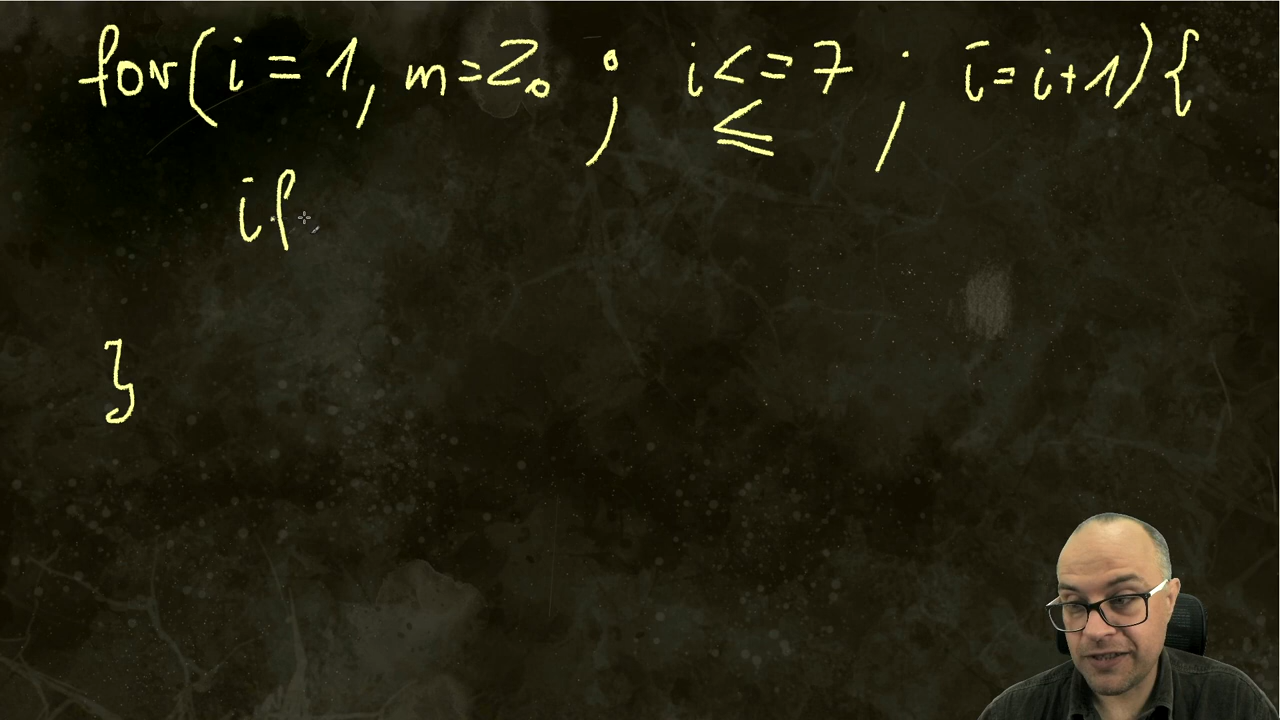 for(i=1, m=Z₀ ; i<=7 ; i=i+1){
≤
if
}